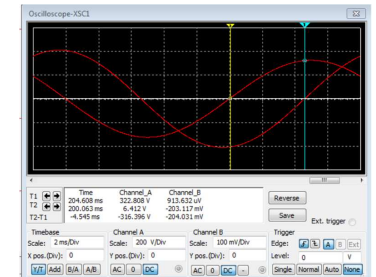 Oscilloscope-XSC1
Time Channel_A Channel_B
T1 204.608 ms 322.808 V 913.632 uV
T2 200.063 ms 6.412 V -203.117 mV
T2-T1 -4.545 ms -316.396 V -204.031 mV
Reverse
Save
Ext. trigger
Timebase
Scale: 2 ms/Div
X pos.(Div): 0
Y/T Add B/A A/B
Channel A
Scale: 200 V/Div
Y pos.(Div): 0
AC 0 DC
Channel B
Scale: 100 mV/Div
Y pos.(Div): 0
AC 0 DC -
Trigger
Edge: A B Ext
Level: 0 V
Single Normal Auto None